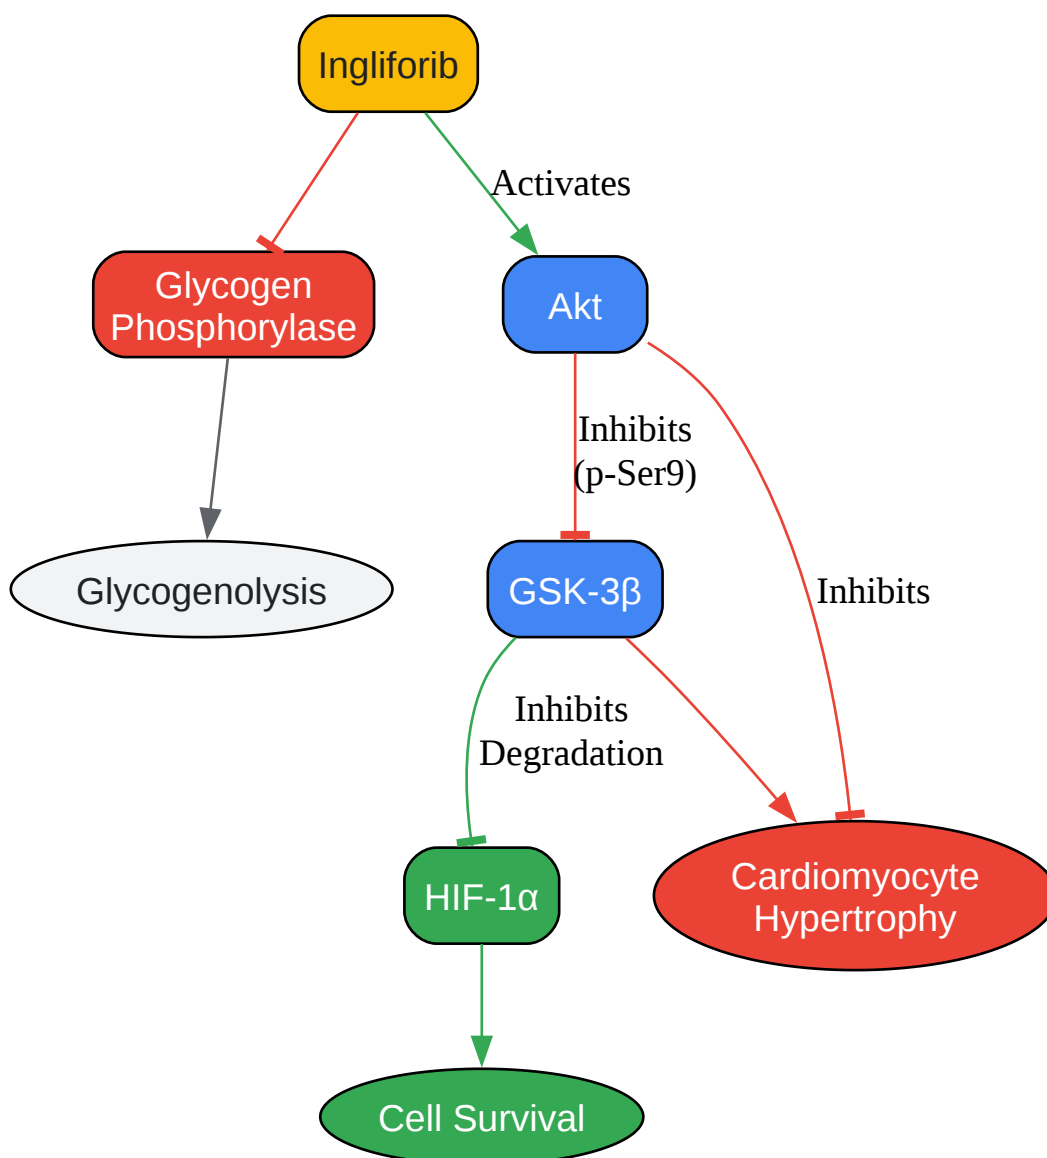 Ingliforib
Activates
Glycogen
Phosphorylase
Akt
Inhibits
(p-Ser9)
Glycogenolysis
GSK-3β
Inhibits
Inhibits
Degradation
HIF-1α
Cardiomyocyte
Hypertrophy
Cell Survival